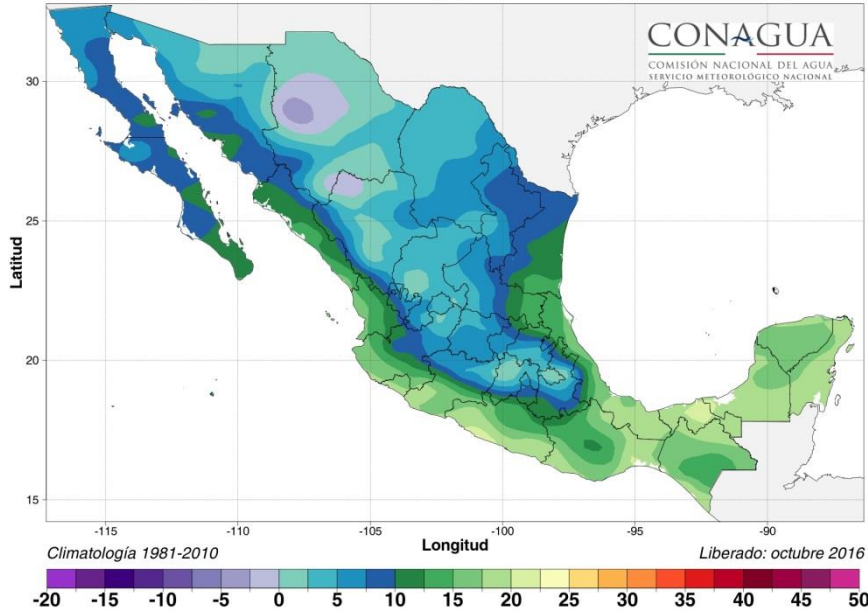 CONAGUA
COMISIÓN NACIONAL DEL AGUA
SERVICIO METEOROLÓGICO NACIONAL
30
25
20
15
Latitud
-115 -110 -105 -100 -95 -90
Longitud
Climatología 1981-2010
Liberado: octubre 2016
-20 -15 -10 -5 0 5 10 15 20 25 30 35 40 45 50